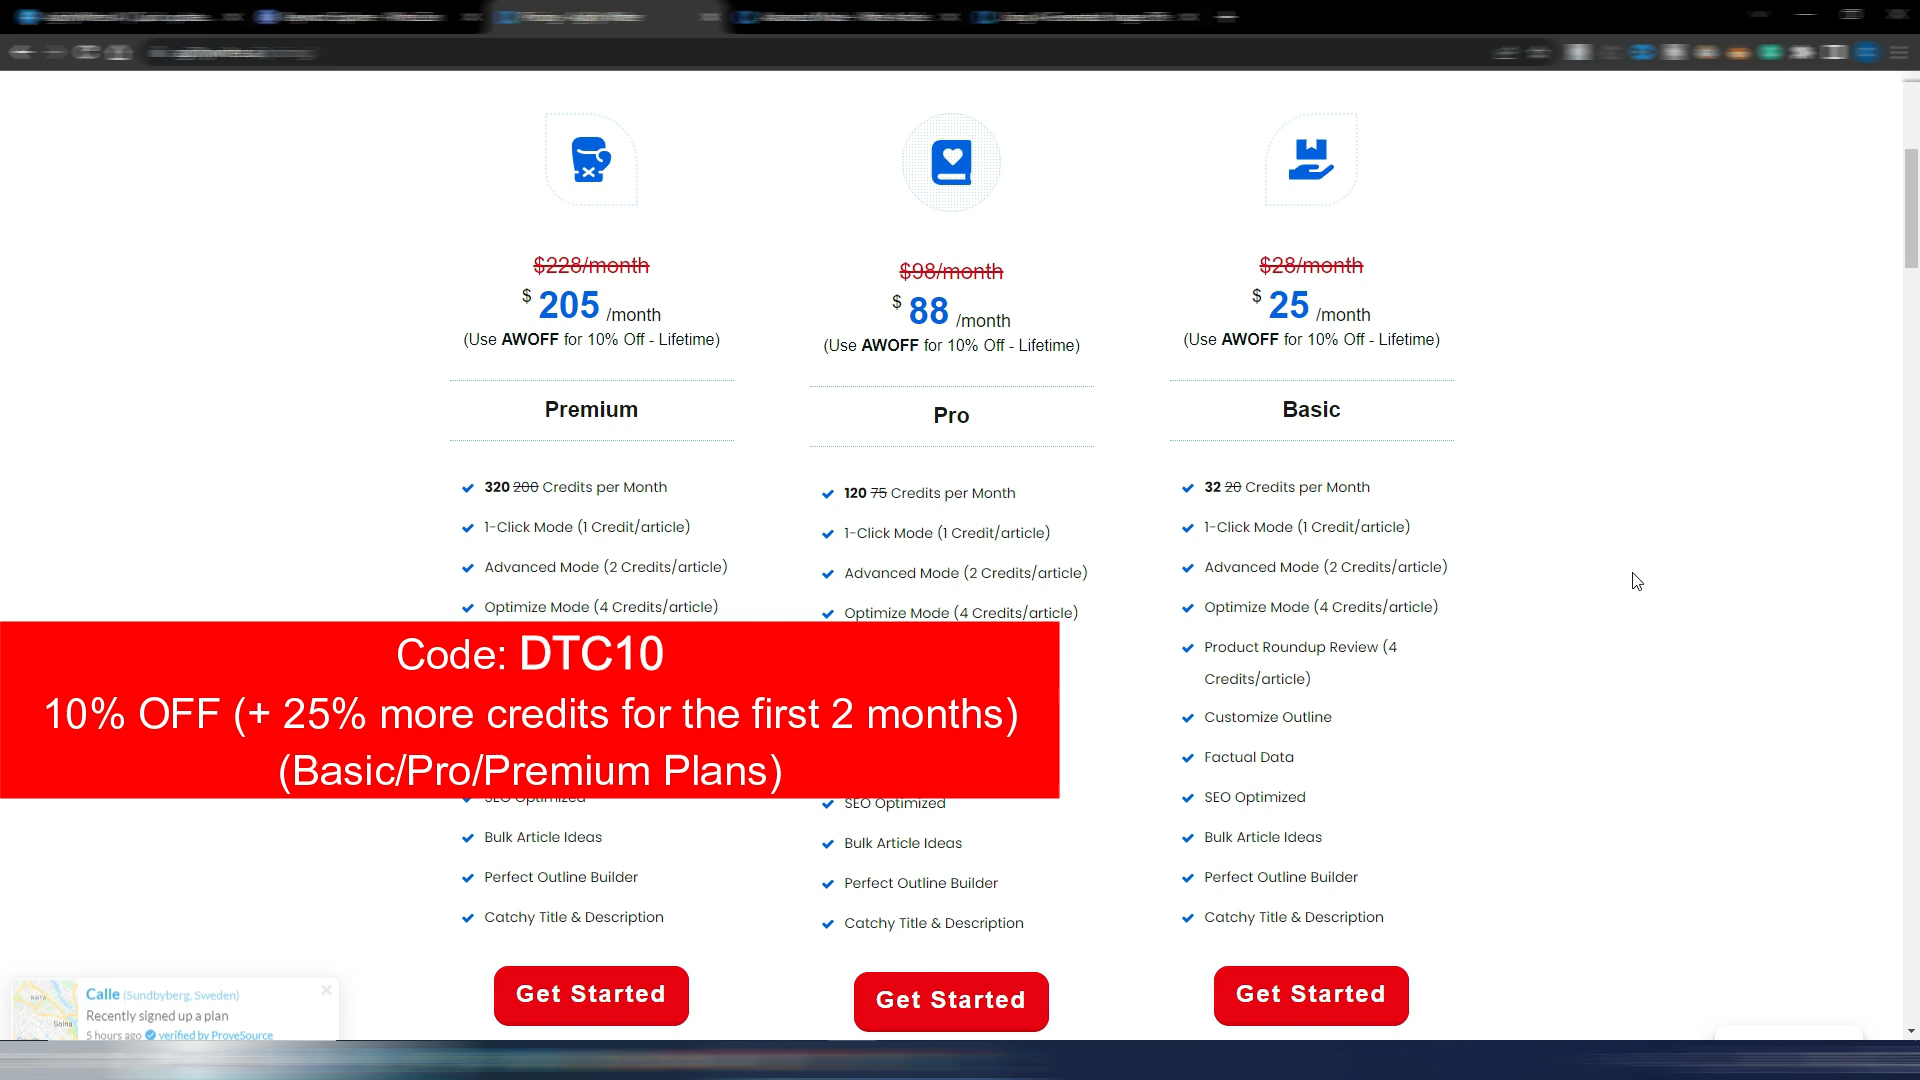 $228/month
$ 205 /month
(Use AWOFF for 10% Off - Lifetime)
Premium
320 200 Credits per Month
1-Click Mode (1 Credit/article)
Advanced Mode (2 Credits/article)
Optimize Mode (4 Credits/article)
SEO Optimized
Bulk Article Ideas
Perfect Outline Builder
Catchy Title & Description
Get Started
$98/month
$ 88 /month
(Use AWOFF for 10% Off - Lifetime)
Pro
120 75 Credits per Month
1-Click Mode (1 Credit/article)
Advanced Mode (2 Credits/article)
Optimize Mode (4 Credits/article)
SEO Optimized
Bulk Article Ideas
Perfect Outline Builder
Catchy Title & Description
Get Started
$28/month
$ 25 /month
(Use AWOFF for 10% Off - Lifetime)
Basic
32 20 Credits per Month
1-Click Mode (1 Credit/article)
Advanced Mode (2 Credits/article)
Optimize Mode (4 Credits/article)
Product Roundup Review (4
Credits/article)
Customize Outline
Factual Data
SEO Optimized
Bulk Article Ideas
Perfect Outline Builder
Catchy Title & Description
Get Started
Code: DTC10
10% OFF (+ 25% more credits for the first 2 months)
(Basic/Pro/Premium Plans)
Calle (Sundbyberg, Sweden)
Recently signed up a plan
5 hours ago verified by ProveSource
Solna